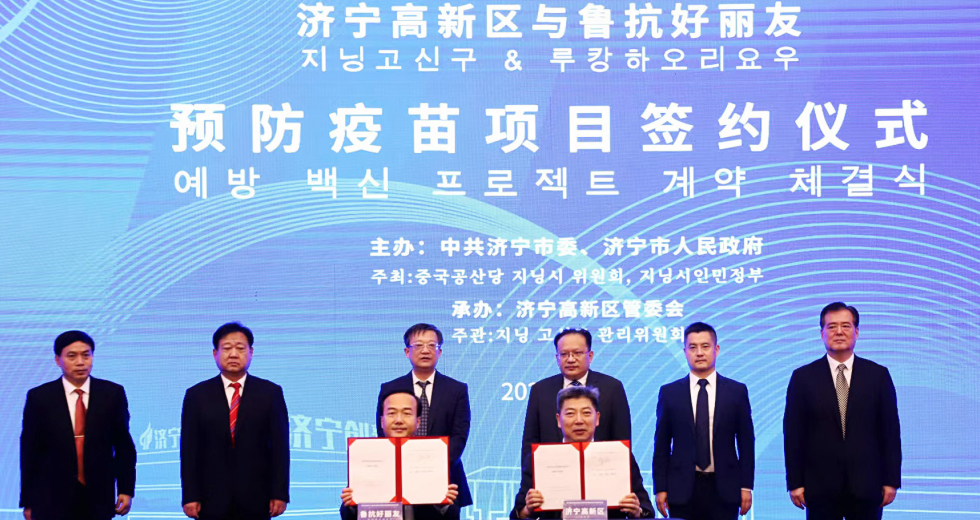 济宁高新区与鲁抗好丽友
지닝고신구 & 루캉하오리요우
预防疫苗项目签约仪式
예방 백신 프로젝트 계약 체결식
主办：中共济宁市委、济宁市人民政府
주최:중국공산당 지닝시 위원회, 지닝시인민정부
承办：济宁高新区管委会
주관:지닝 관리위원회
20
济宁
济宁
鲁抗好丽友
济宁高新区